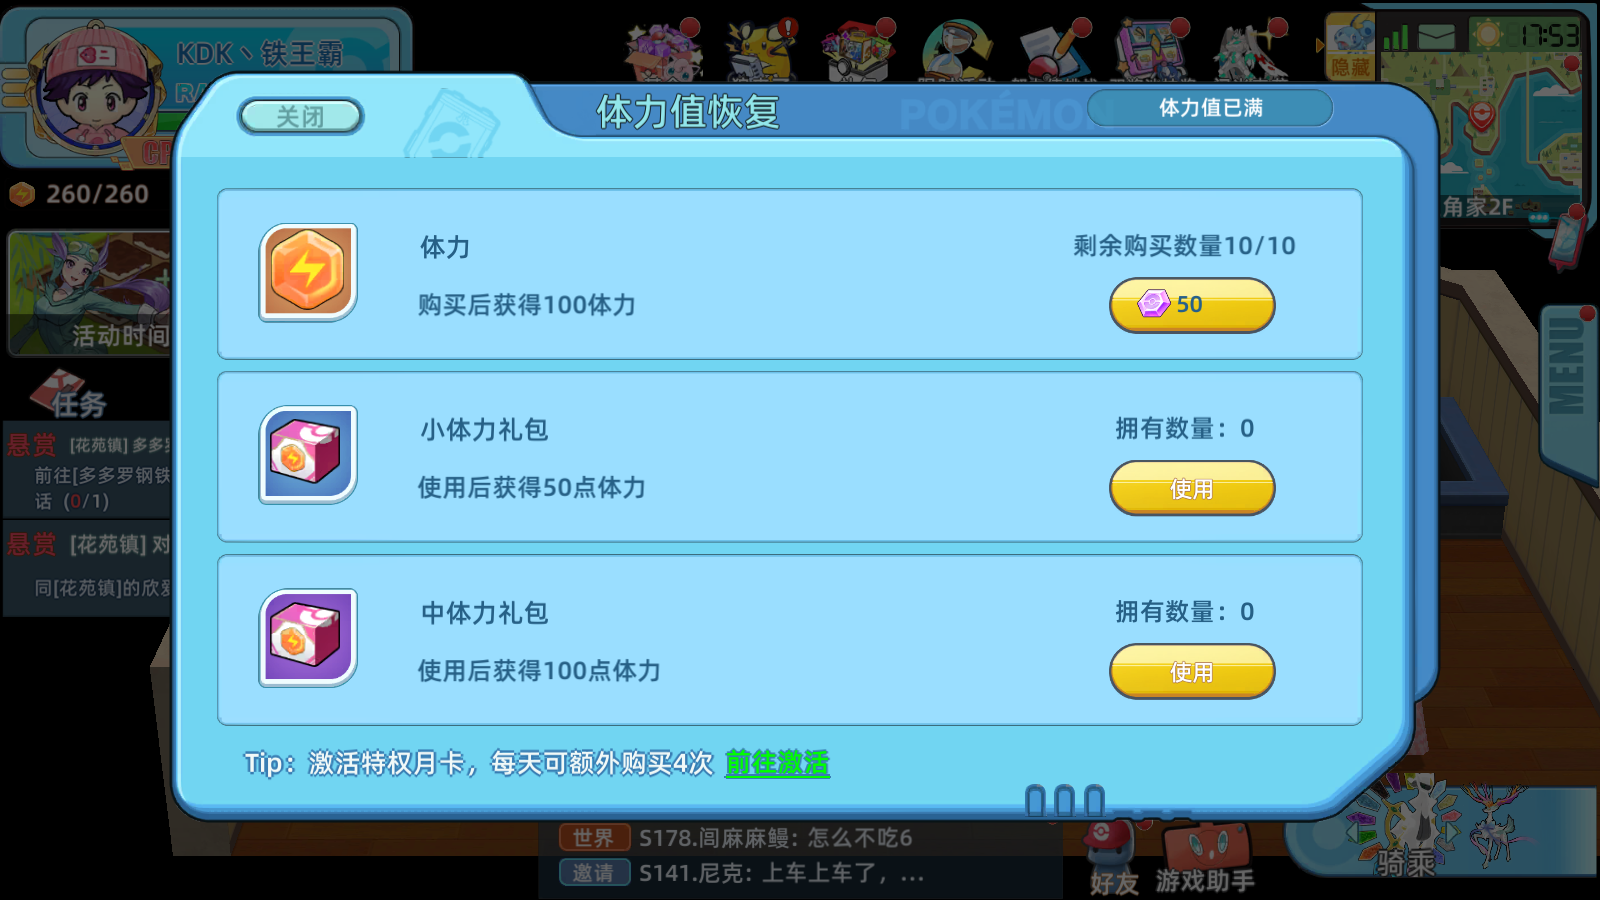 KDK丶铁王霸
17:53
隐藏
关闭
体力值恢复
POKÉMON
体力值已满
260/260
角家2F
体力
剩余购买数量10/10
购买后获得100体力
50
活动时间
MENU
任务
小体力礼包
拥有数量：0
悬赏 [花苑镇] 多多
前往[多多罗钢铁
话 (0/1)
使用后获得50点体力
使用
悬赏 [花苑镇] 对
同[花苑镇]的欣
中体力礼包
拥有数量：0
使用后获得100点体力
使用
Tip：激活特权月卡，每天可额外购买4次 前往激活
世界 S178.闾麻麻鳗: 怎么不吃6
邀请 S141.尼克: 上车上车了，...
好友
游戏助手
骑乘